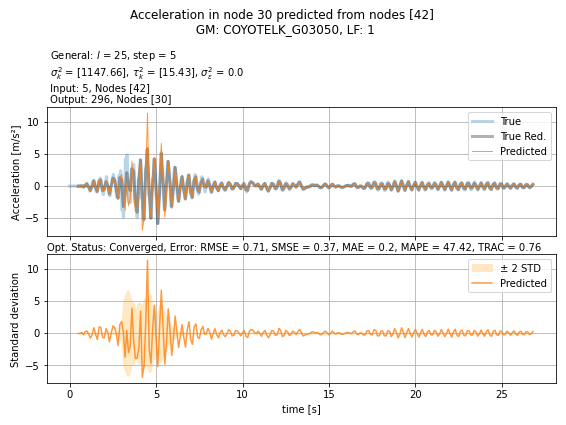 Acceleration in node 30 predicted from nodes [42]
GM: COYOTELK_G03050, LF: 1
General: l = 25, step = 5
σ²ₖ = [1147.66], τ²ₖ = [15.43], σ²ε = 0.0
Input: 5, Nodes [42]
Output: 296, Nodes [30]
Acceleration [m/s²]
10
5
0
−5
True
True Red.
Predicted
Opt. Status: Converged, Error: RMSE = 0.71, SMSE = 0.37, MAE = 0.2, MAPE = 47.42, TRAC = 0.76
Standard deviation
10
5
0
−5
± 2 STD
Predicted
0 5 10 15 20 25
time [s]